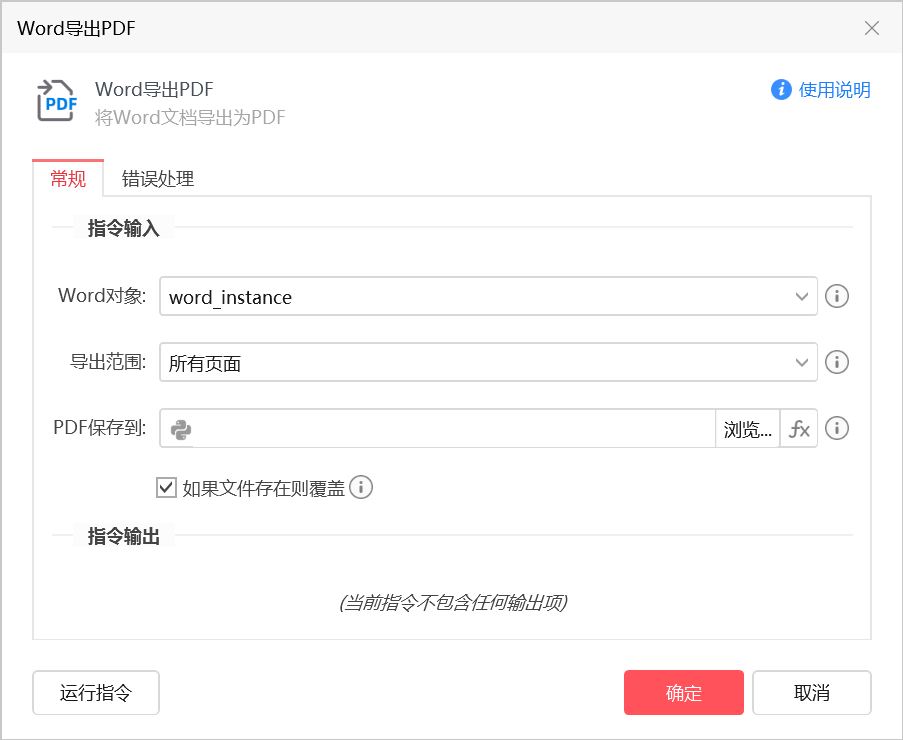 Word导出PDF
PDF
Word导出PDF
使用说明
将Word文档导出为PDF
常规 错误处理
指令输入
Word对象: word_instance
导出范围: 所有页面
PDF保存到: 浏览... fx
如果文件存在则覆盖
指令输出
(当前指令不包含任何输出项)
运行指令 确定 取消